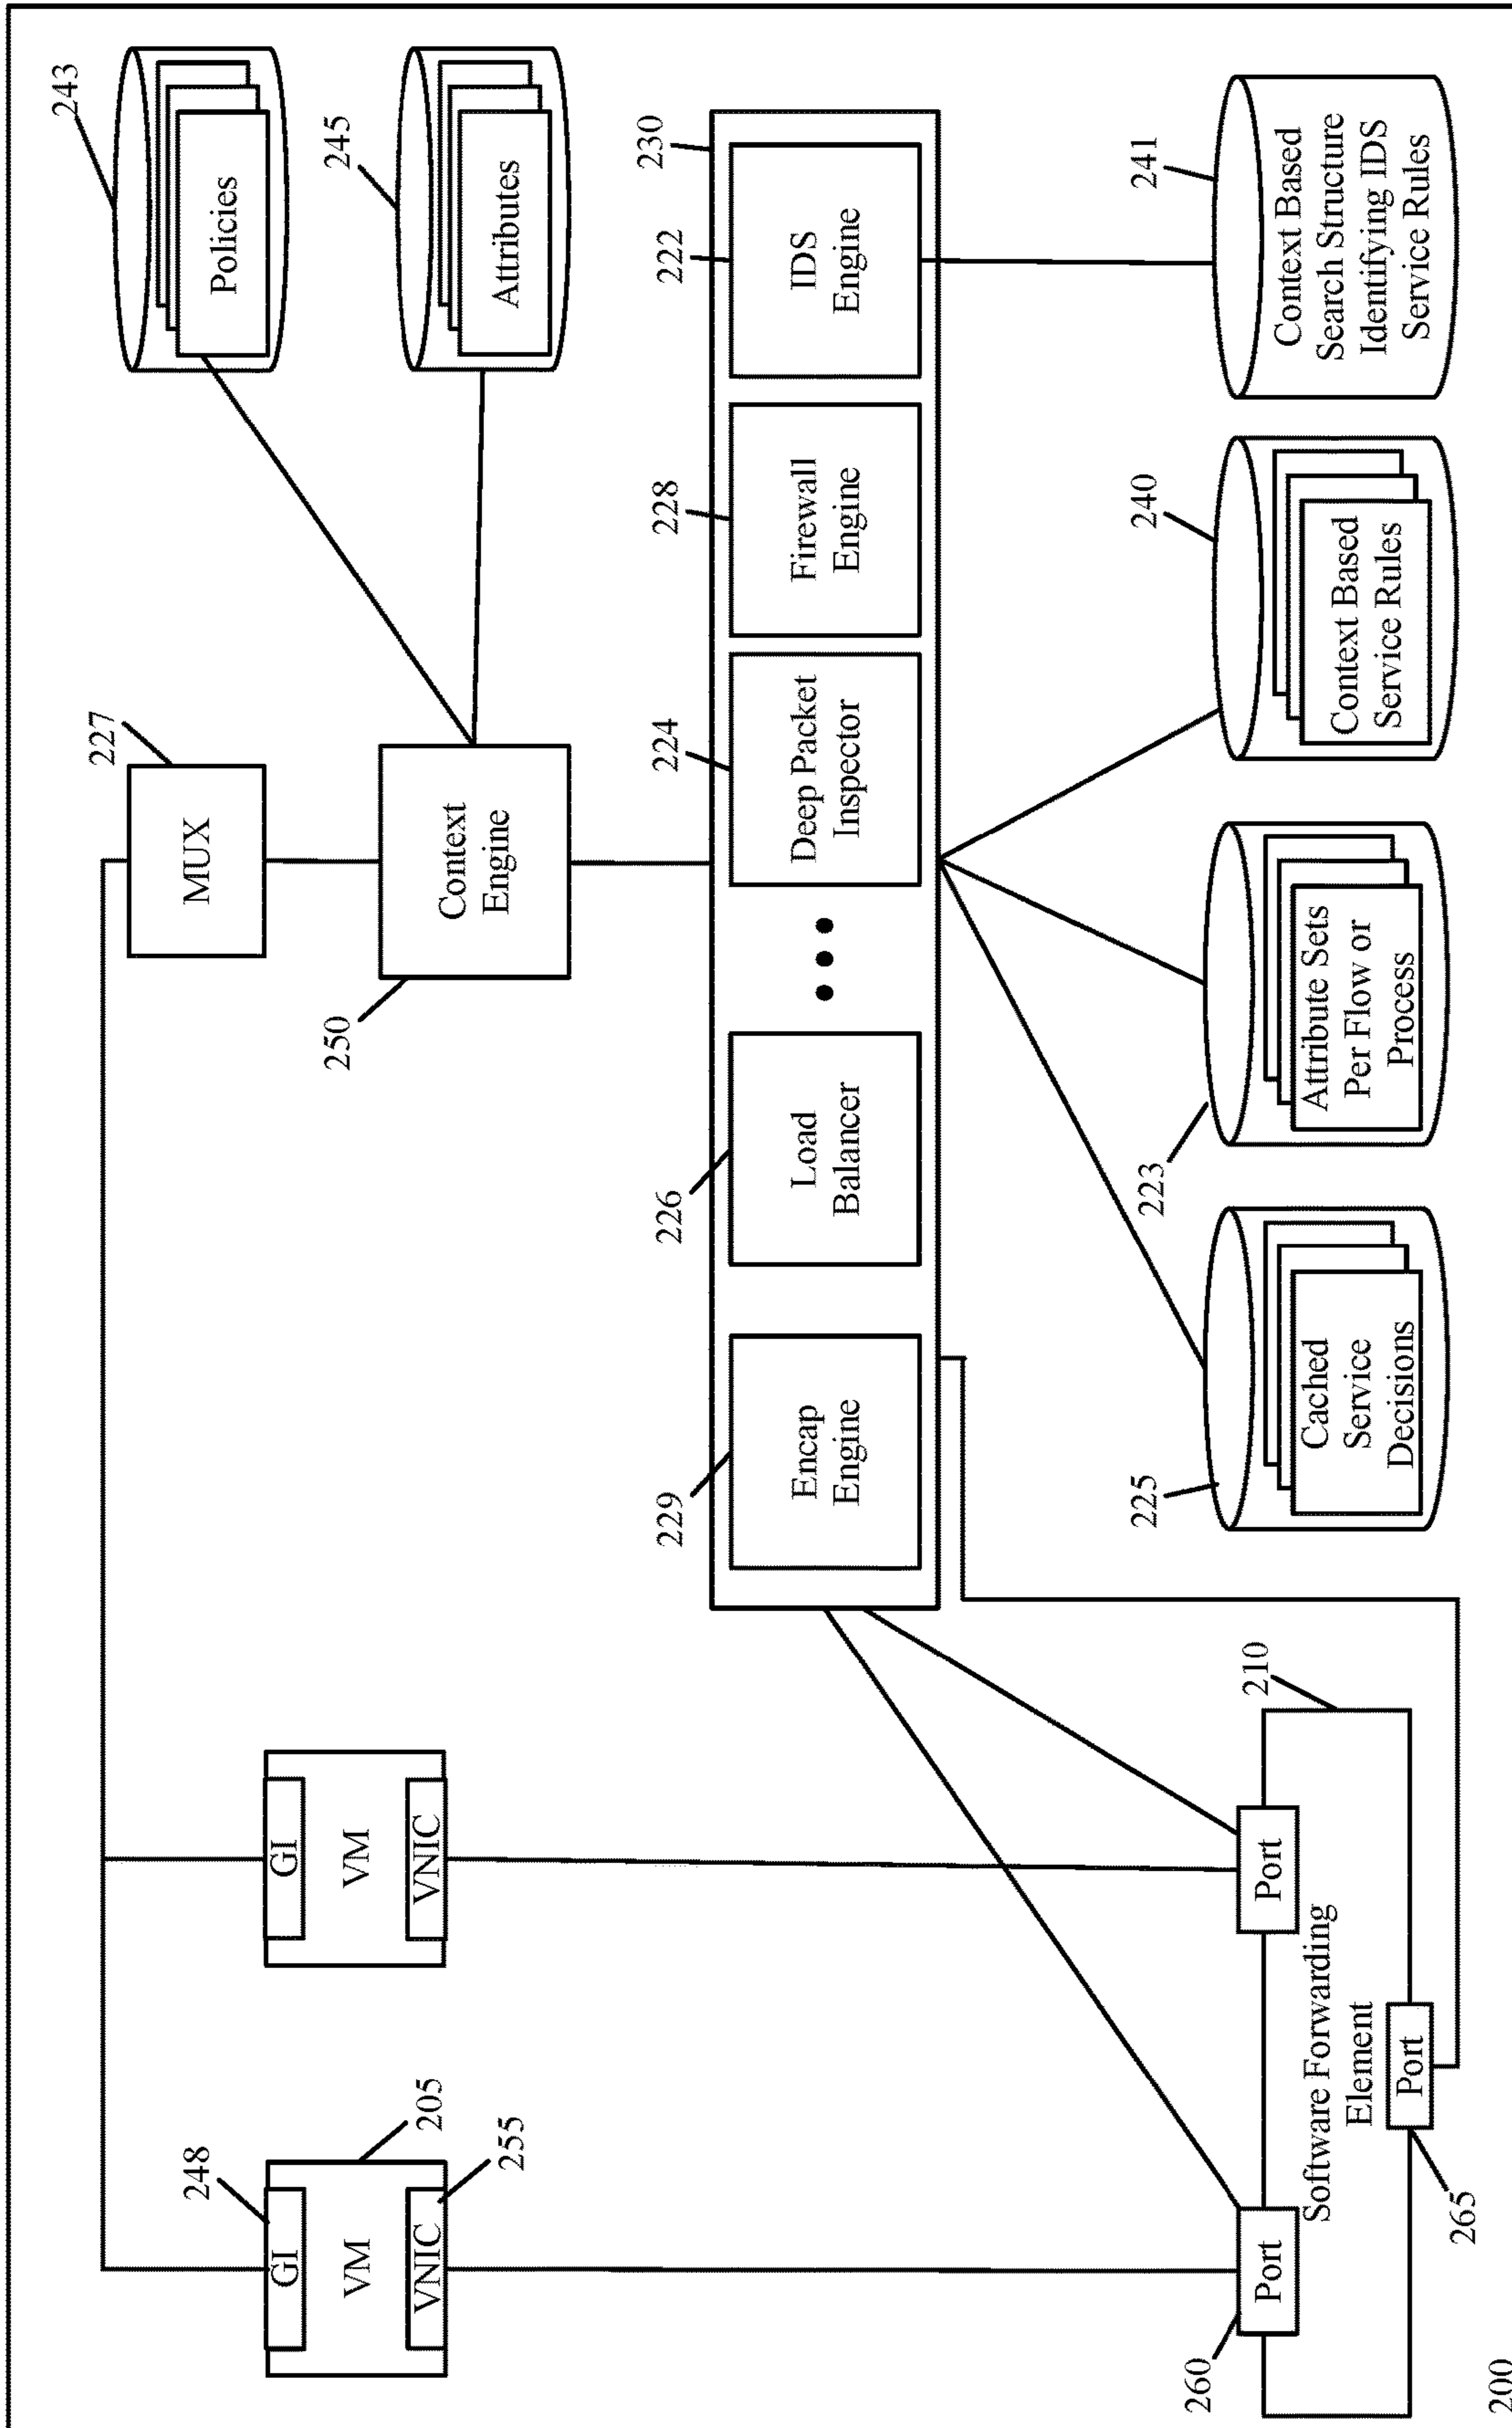 243
Policies
245
Attributes
227
MUX
Context
Engine
250
GI
VM
VNIC
248
GI
VM
VNIC
205
255
230
222
IDS
Engine
228
Firewall
Engine
224
Deep Packet
Inspector
226
Load
Balancer
229
Encap
Engine
241
Context Based
Search Structure
Identifying IDS
Service Rules
240
Context Based
Service Rules
223
Attribute Sets
Per Flow or
Process
225
Cached
Service
Decisions
210
Port
Port
260
Software Forwarding
Element
Port
265
200